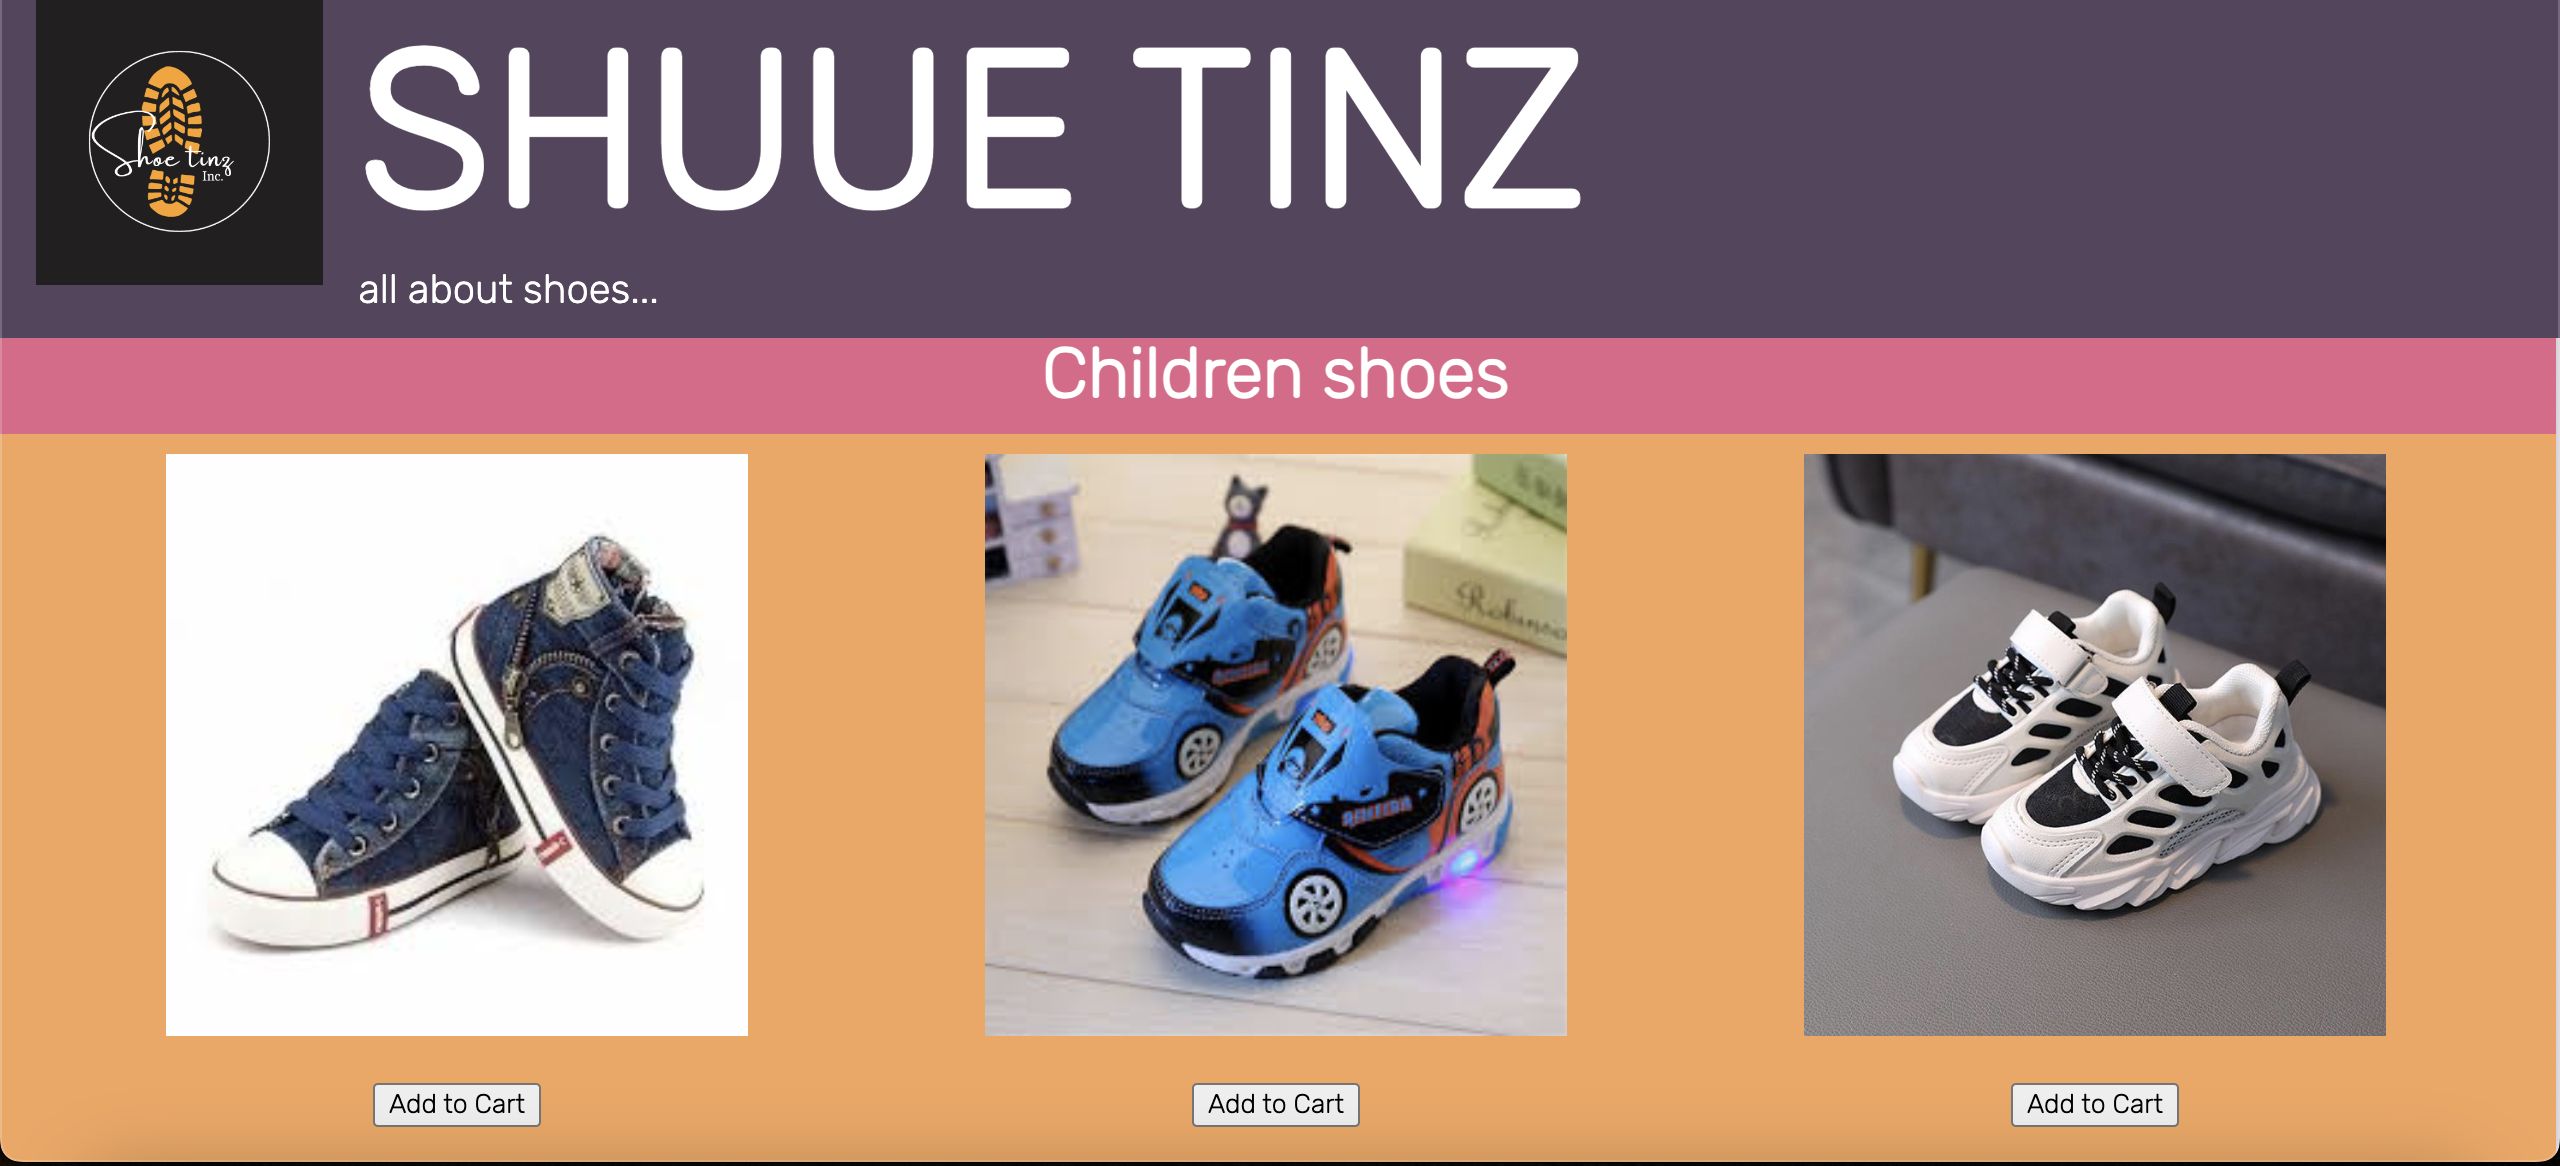 Shoe tinz
Inc.
SHUUE TINZ
all about shoes...
Children shoes
Robinso
Add to Cart
Add to Cart
Add to Cart